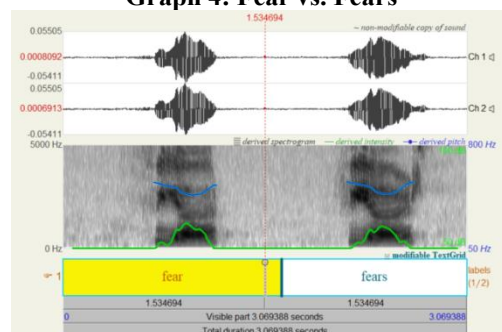 Graph 4: Fear vs. Fears
1.534694
~ non-modifiable copy of sound
0.05505
0.0008092
Ch 1
-0.05411
0.05505
0.0006913
Ch 2
-0.05411
derived spectrogram derived intensity derived pitch
5000 Hz
800 Hz
0 Hz
50 Hz
modifiable TextGrid
1
fear
fears
labels
(1/2)
1.534694
1.534694
0
Visible part 3.069388 seconds
3.069388
Total duration 3.069388 seconds